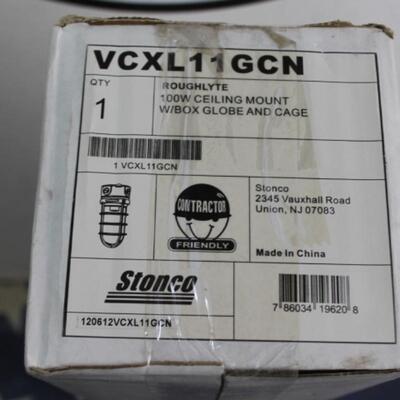 VCXL11GCN
QTY
1
ROUGHLYTE
100W CEILING MOUNT
W/BOX GLOBE AND CAGE
1 VCXL11GCN
CONTRACTOR
FRIENDLY
Stonco
2345 Vauxhall Road
Union, NJ 07083
Made in China
Stonco
120612VCXL11GCN
7 86034 19620 8